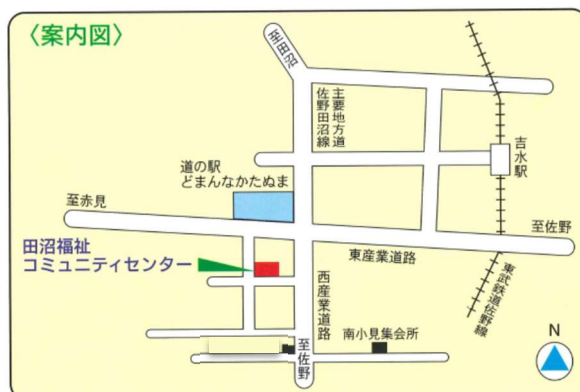 〈案内図〉
至田沼
主要地方道
佐野田沼線
吉水駅
道の駅
どまんなかたぬま
至赤見
至佐野
田沼福祉
コミュニティセンター
東産業道路
西産業道路
東武鉄道佐野線
南小見集会所
至佐野
N